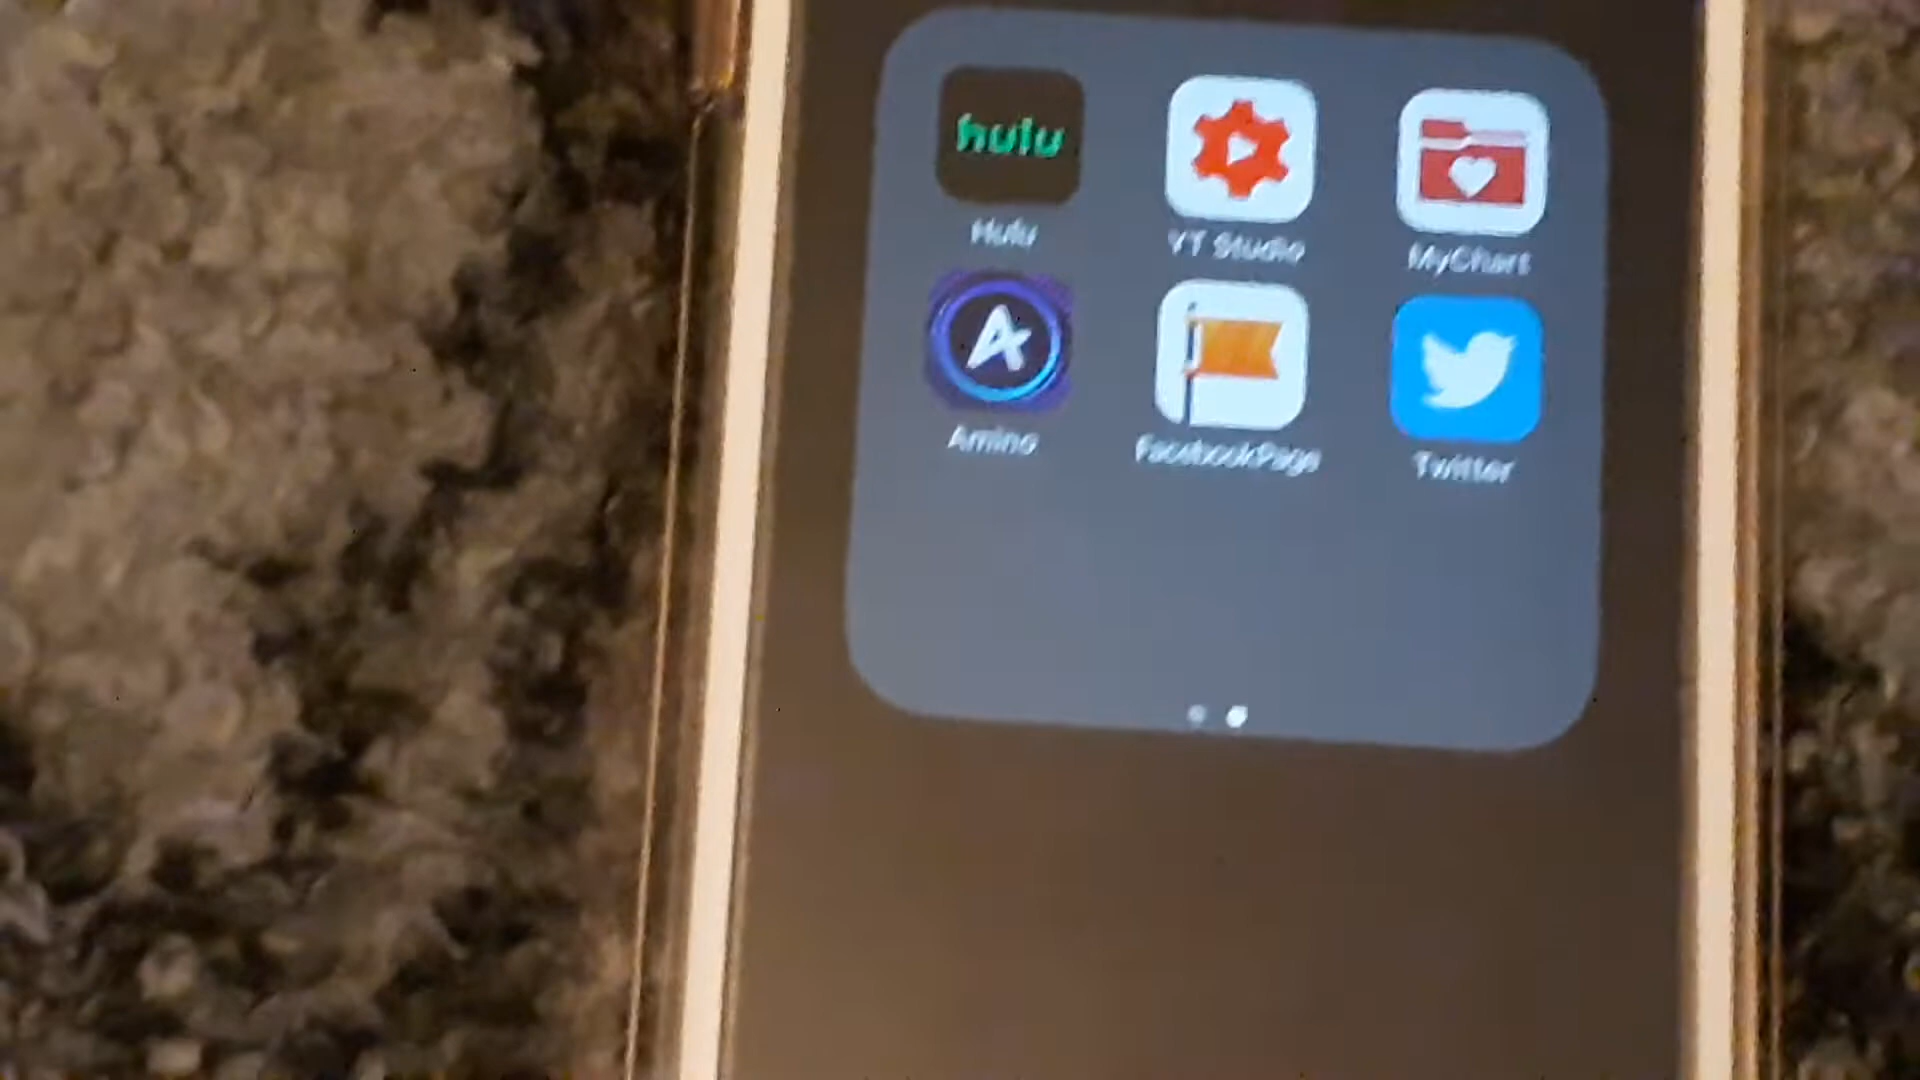 hulu
Hulu
YT Studio
MyChart
Amino
FacebookPage
Twitter